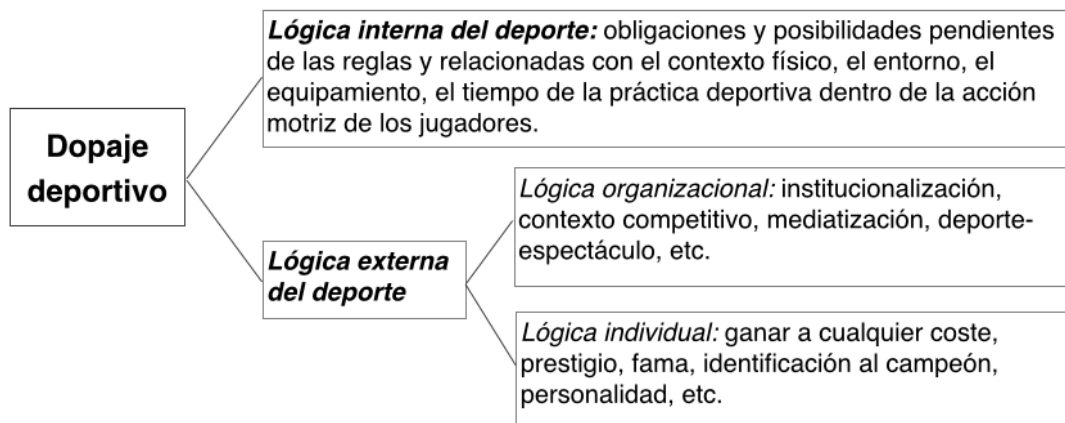 Lógica interna del deporte: obligaciones y posibilidades pendientes
de las reglas y relacionadas con el contexto físico, el entorno, el
equipamiento, el tiempo de la práctica deportiva dentro de la acción
motriz de los jugadores.
Dopaje
deportivo
Lógica organizacional: institucionalización,
contexto competitivo, mediatización, deporte-
espectáculo, etc.
Lógica externa
del deporte
Lógica individual: ganar a cualquier coste,
prestigio, fama, identificación al campeón,
personalidad, etc.